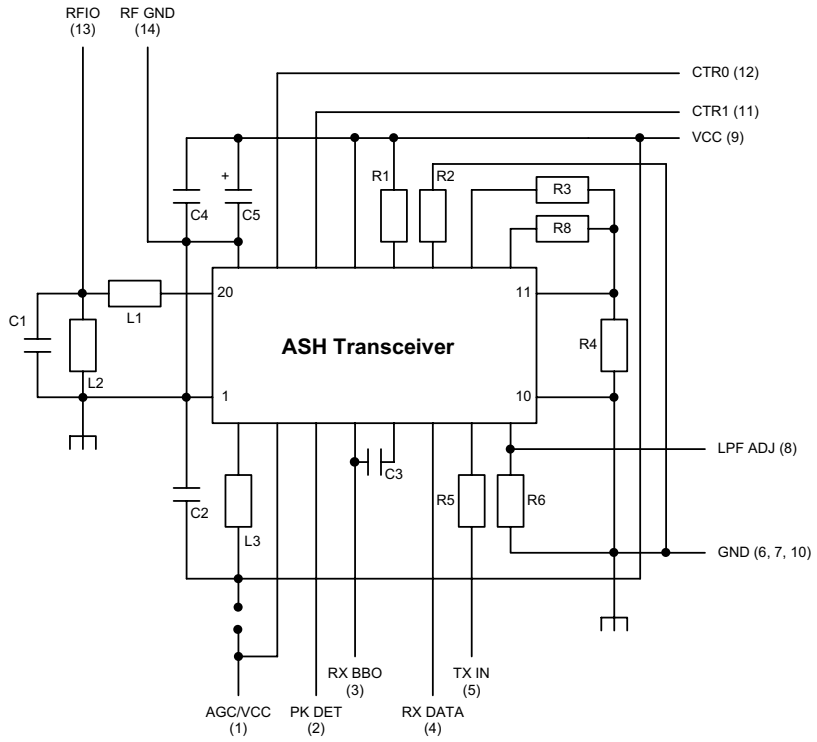 RFIO
(13)
RF GND
(14)
CTR0 (12)
CTR1 (11)
VCC (9)
+
C4
C5
R1
R2
R3
R8
20
11
L1
C1
L2
ASH Transceiver
R4
1
10
LPF ADJ (8)
C2
L3
C3
R5
R6
GND (6, 7, 10)
AGC/VCC
(1)
PK DET
(2)
RX BBO
(3)
RX DATA
(4)
TX IN
(5)